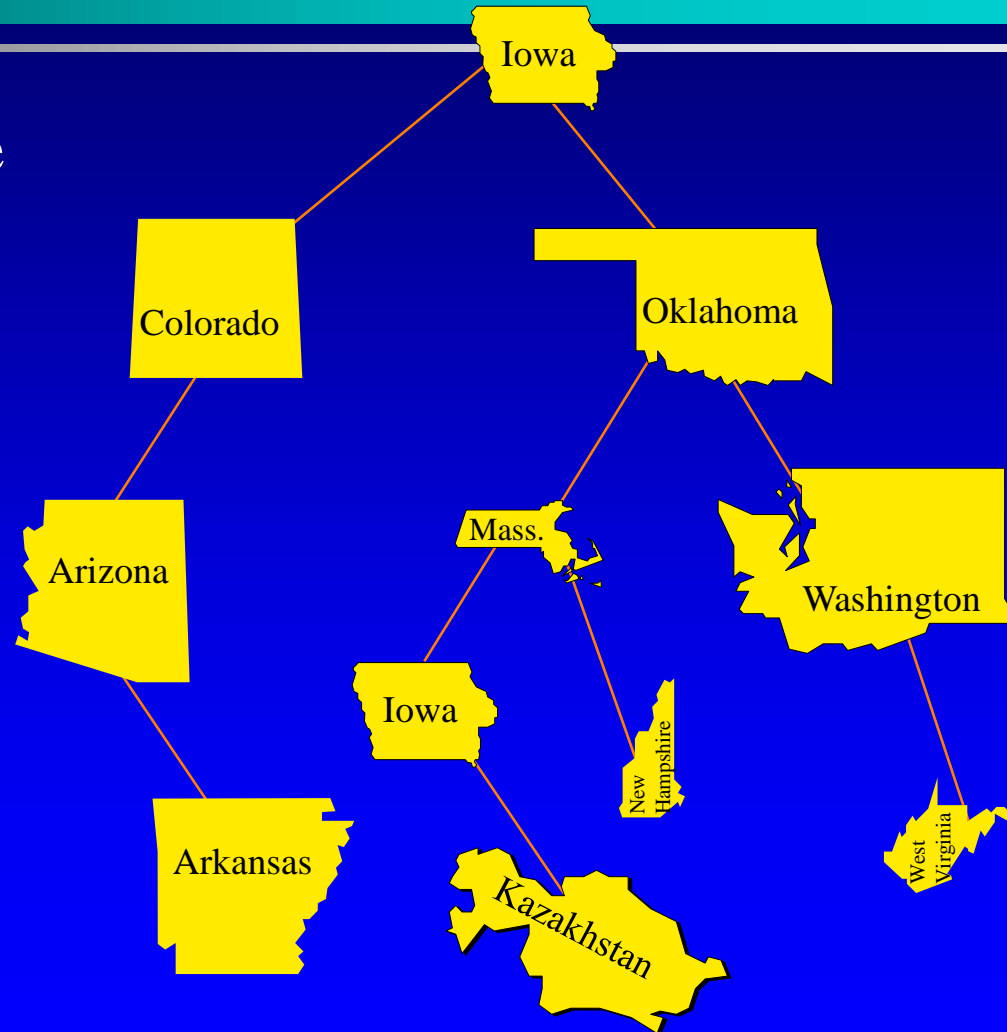 Iowa
Colorado
Oklahoma
Arizona
Mass.
Washington
Iowa
New
Hampshire
Arkansas
West
Virginia
Kazakhstan